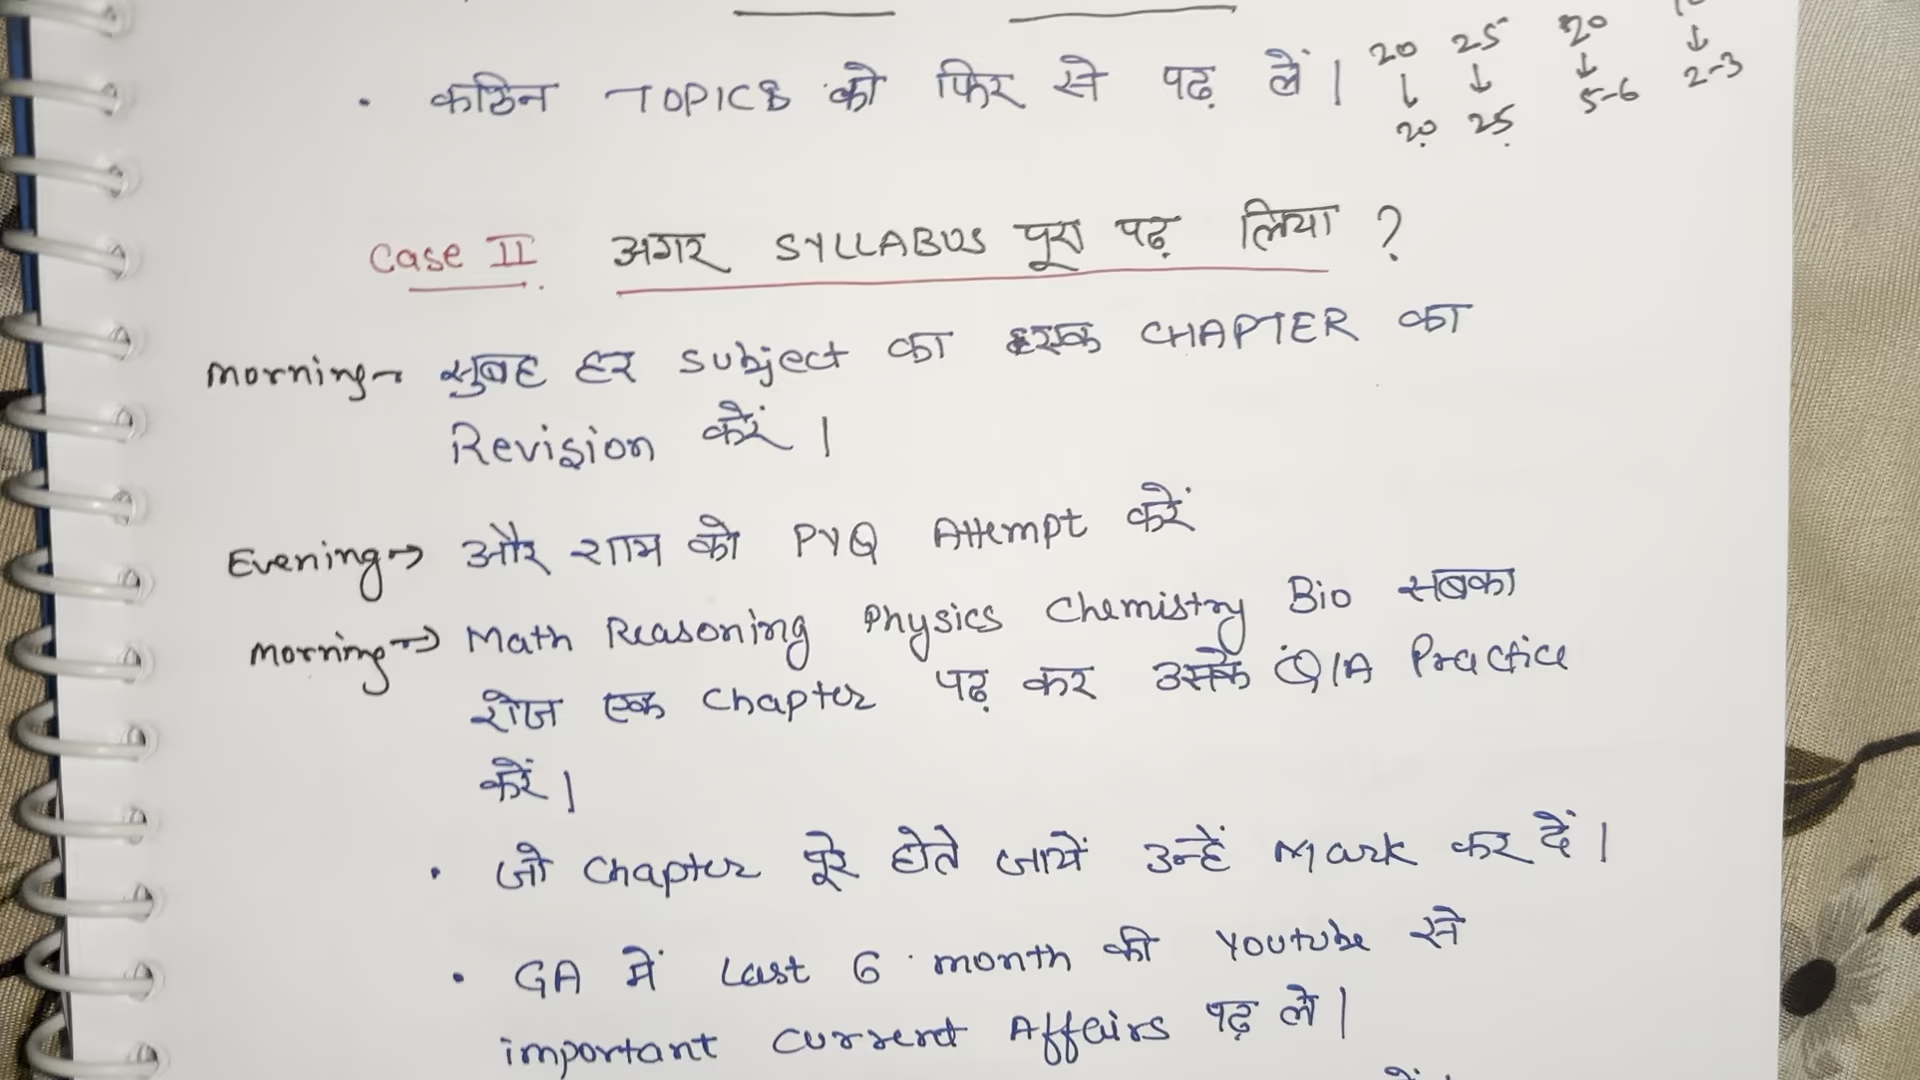 • कठिन TOPICS को फिर से पढ़ लें।
20 25 20
↓ ↓ ↓ ↓
20 25 5-6 2-3
Case II अगर SYLLABUS पूरा पढ़ लिया ?
Morning → सुबह हर subject का एक CHAPTER का
Revision करें।
Evening → और शाम को PYQ Attempt करें
Morning → Math Reasoning Physics Chemistry Bio सबका
रोज एक Chapter पढ़ कर उसके Q/A Practice
करें।
• जो Chapter पूरे होते जायें उन्हें Mark कर दें।
• GA में Last 6 month की Youtube से
important current Affairs पढ़ लें।